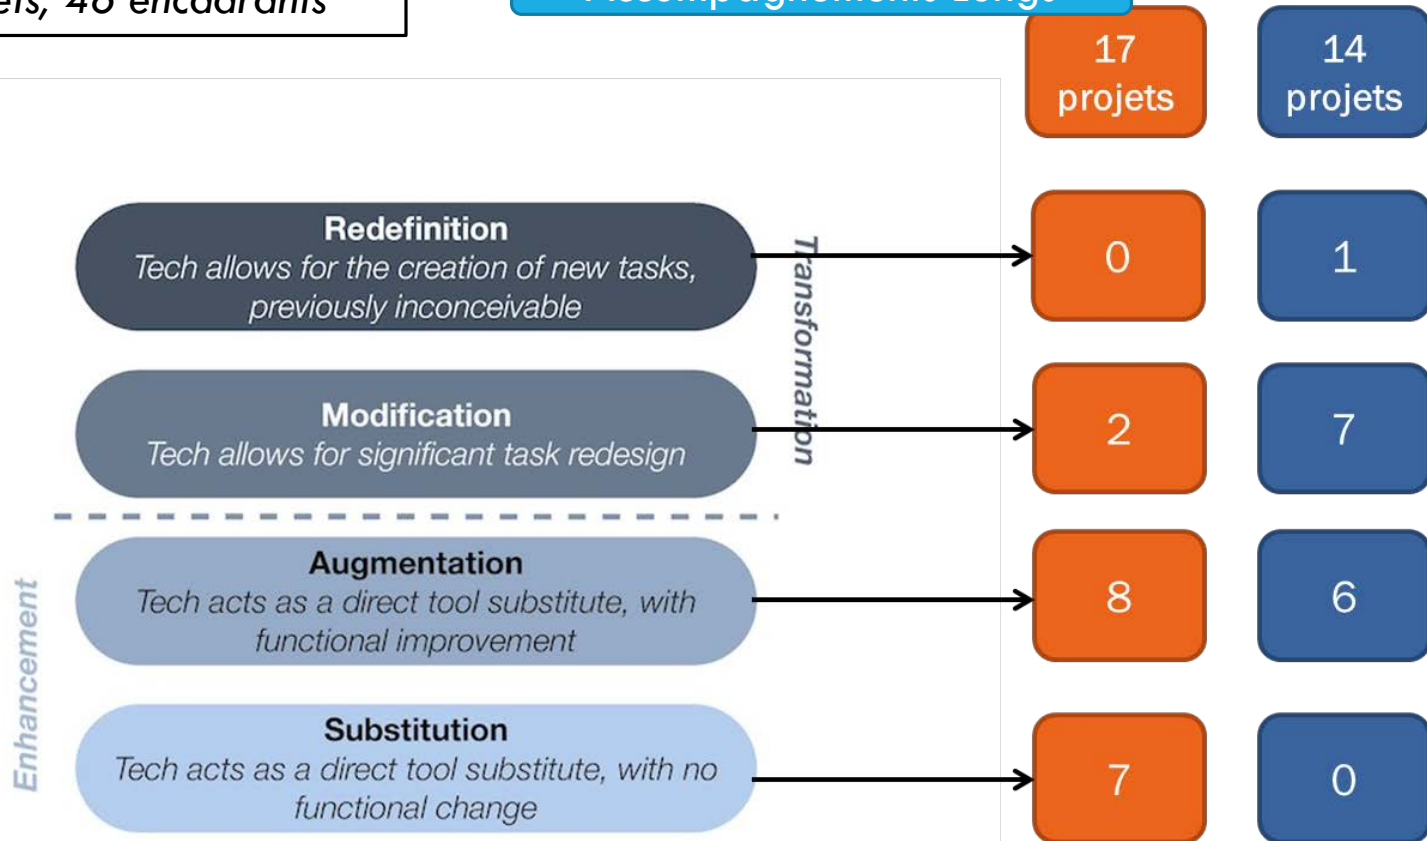 46 encadrants
17
projets
14
projets
Redefinition
Tech allows for the creation of new tasks,
previously inconceivable
0
1
Transformation
Modification
Tech allows for significant task redesign
2
7
Augmentation
Tech acts as a direct tool substitute, with
functional improvement
8
6
Enhancement
Substitution
Tech acts as a direct tool substitute, with no
functional change
7
0